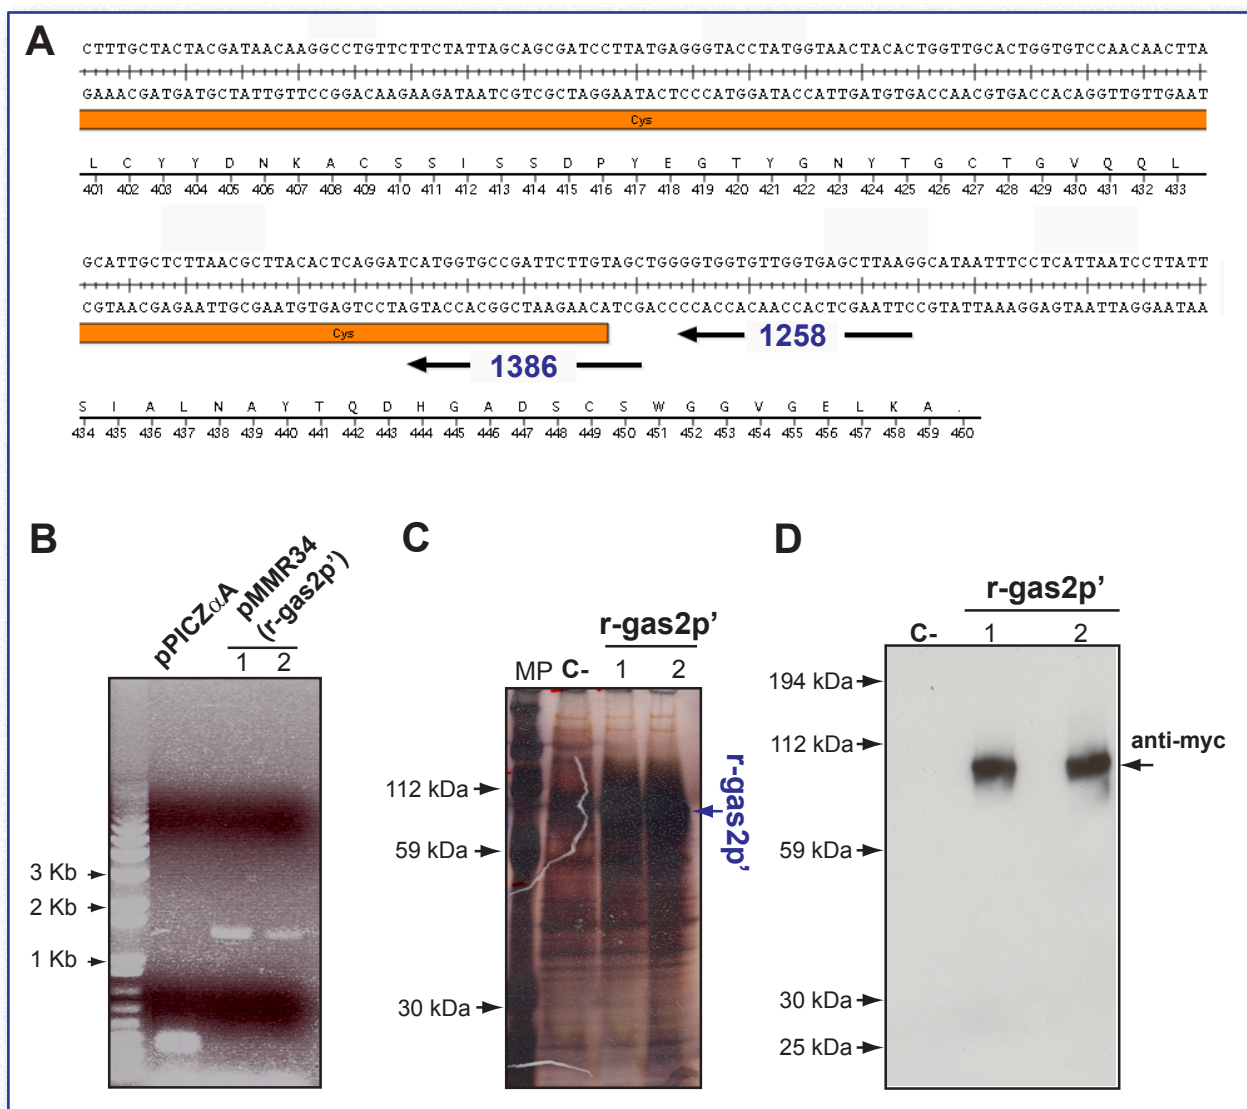 A
CTTTGCTACTACGATAACAAGGCCTGTTCTTCTATTAGCAGCGATCCTTATGAGGGTACCTATGGTAACTACACTGGTTGCACTGGTGTCCAACAACTTA
GAAACGATGATGCTATTGTTCCGGACAAGAAGATAATCGTCGCTAGGAATACTCCCATGGATACCATTGATGTGACCAACGTGACCACAGGTTGTTGAAT
Cys
L C Y Y D N K A C S S I S S D P Y E G T Y G N Y T G C T G V Q Q L
401 402 403 404 405 406 407 408 409 410 411 412 413 414 415 416 417 418 419 420 421 422 423 424 425 426 427 428 429 430 431 432 433
GCATTGCTCTTAACGCTTACACTCAGGATCATGGTGCCGATTCTTGTAGCTGGGGTGGTGTTGGTGAGCTTAAGGCATAATTTCCTCATTAATCCTTATT
CGTAACGAGAATTGCGAATGTGAGTCCTAGTACCACGGCTAAGAACATCGACCCCACCACAACCACTCGAATTCCGTATTAAAGGAGTAATTAGGAATAA
Cys
1258
1386
S I A L N A Y T Q D H G A D S C S W G G V G E L K A .
434 435 436 437 438 439 440 441 442 443 444 445 446 447 448 449 450 451 452 453 454 455 456 457 458 459 460
B
pPICZαA
pMMR34
(r-gas2p')
1 2
3 Kb
2 Kb
1 Kb
C
r-gas2p'
MP C- 1 2
112 kDa
59 kDa
30 kDa
r-gas2p'
D
r-gas2p'
C- 1 2
194 kDa
112 kDa
59 kDa
30 kDa
25 kDa
anti-myc